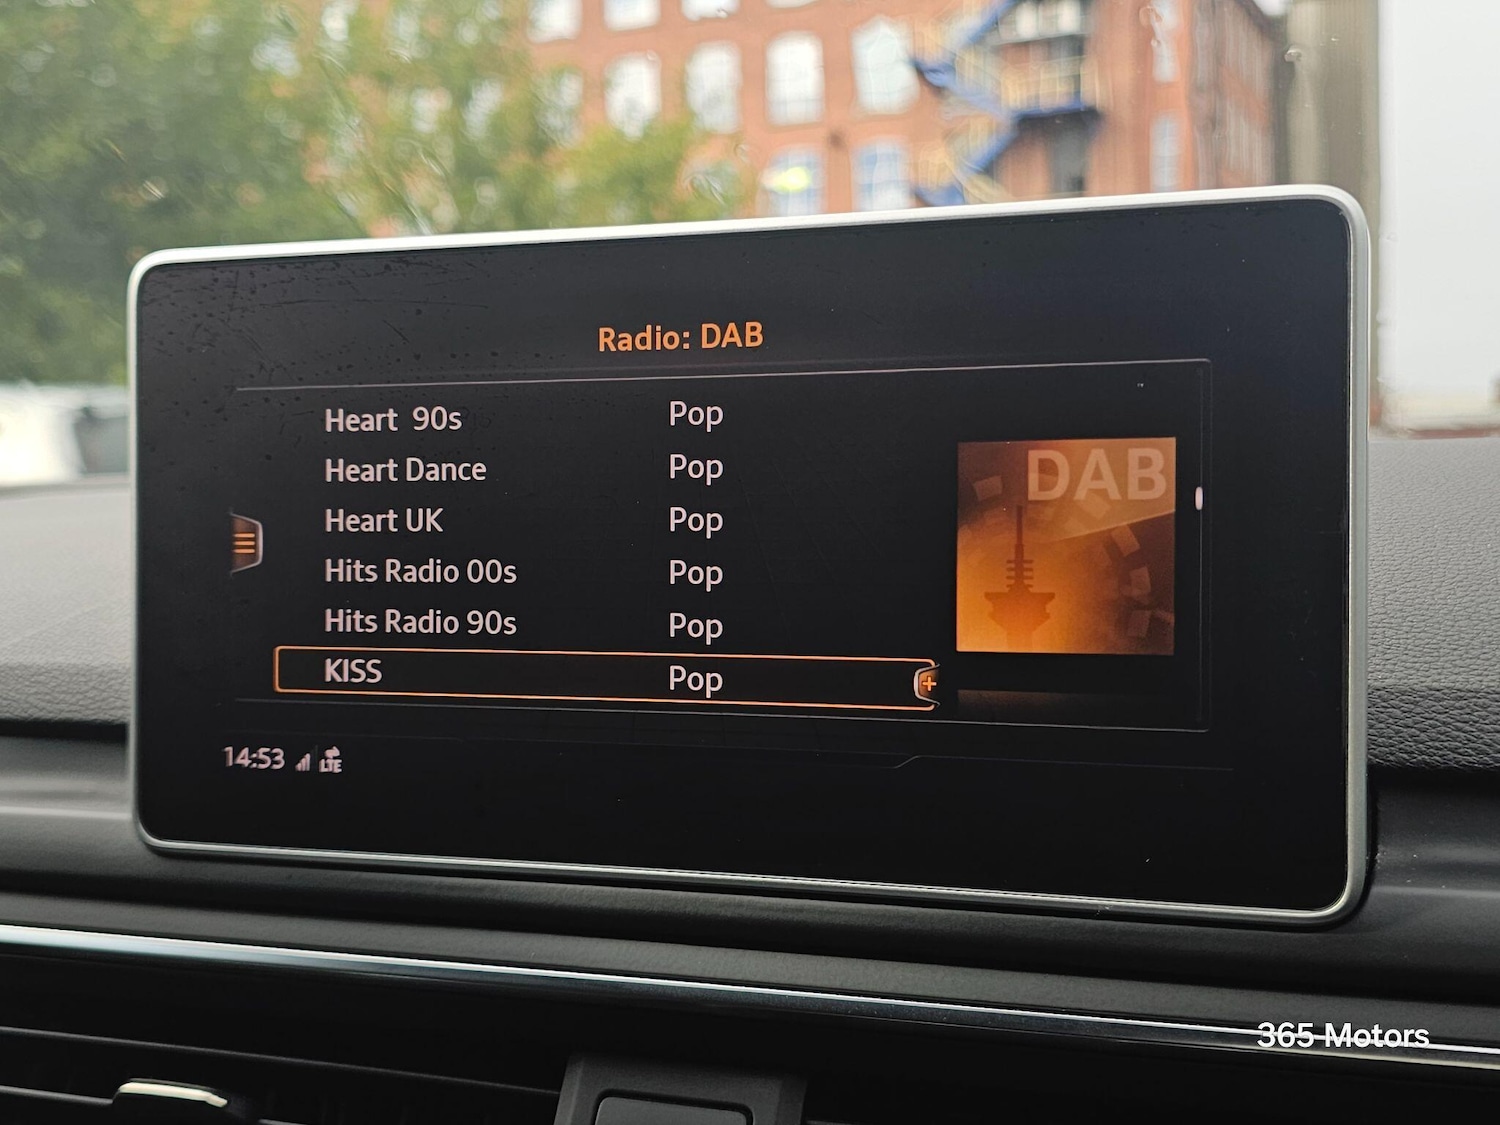 Radio: DAB
Heart 90s Pop
Heart Dance Pop
Heart UK Pop
Hits Radio 00s Pop
Hits Radio 90s Pop
KISS Pop
DAB
14:53 LTE
365 Motors